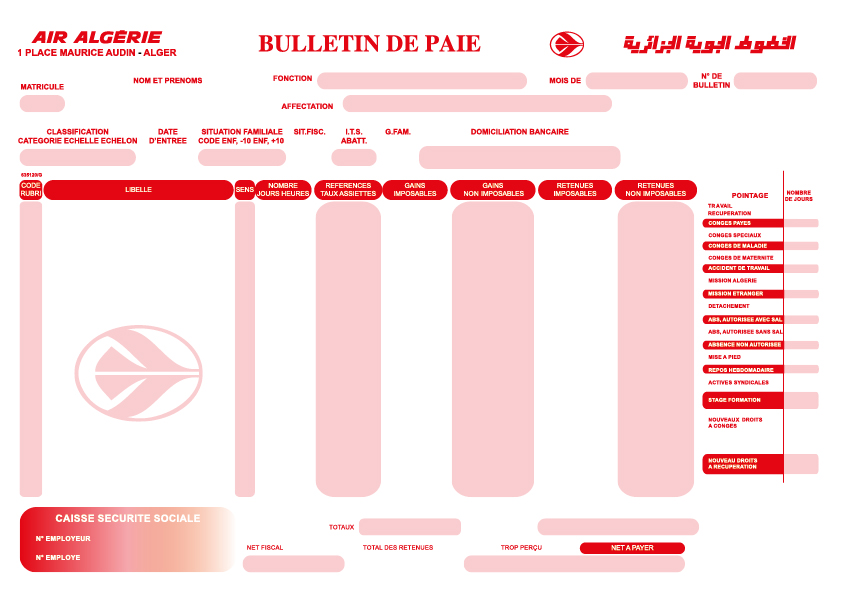 AIR ALGÉRIE
1 PLACE MAURICE AUDIN - ALGER
BULLETIN DE PAIE
الخطوط الجوية الجزائرية
MATRICULE
NOM ET PRENOMS
FONCTION
MOIS DE
N° DE
BULLETIN
AFFECTATION
CLASSIFICATION
CATEGORIE ECHELLE ECHELON
DATE
D'ENTREE
SITUATION FAMILIALE
CODE ENF, -10 ENF, +10
SIT.FISC.
I.T.S.
ABATT.
G.FAM.
DOMICILIATION BANCAIRE
CODE
RUBRI
LIBELLE
SENS
NOMBRE
JOURS HEURES
REFERENCES
TAUX ASSIETTES
GAINS
IMPOSABLES
GAINS
NON IMPOSABLES
RETENUES
IMPOSABLES
RETENUES
NON IMPOSABLES
POINTAGE
NOMBRE
DE JOURS
TRAVAIL
RECUPERATION
CONGES PAYES
CONGES SPECIAUX
CONGES DE MALADIE
CONGES DE MATERNITE
ACCIDENT DE TRAVAIL
MISSION ALGERIE
MISSION ETRANGER
DETACHEMENT
ABS, AUTORISEE AVEC SAL
ABS, AUTORISEE SANS SAL
ABSENCE NON AUTORISEE
MISE A PIED
REPOS HEBDOMADAIRE
ACTIVES SYNDICALES
STAGE FORMATION
NOUVEAUX DROITS
A CONGES
NOUVEAU DROITS
A RECUPERATION
CAISSE SECURITE SOCIALE
N° EMPLOYEUR
N° EMPLOYE
TOTAUX
NET FISCAL
TOTAL DES RETENUES
TROP PERÇU
NET A PAYER